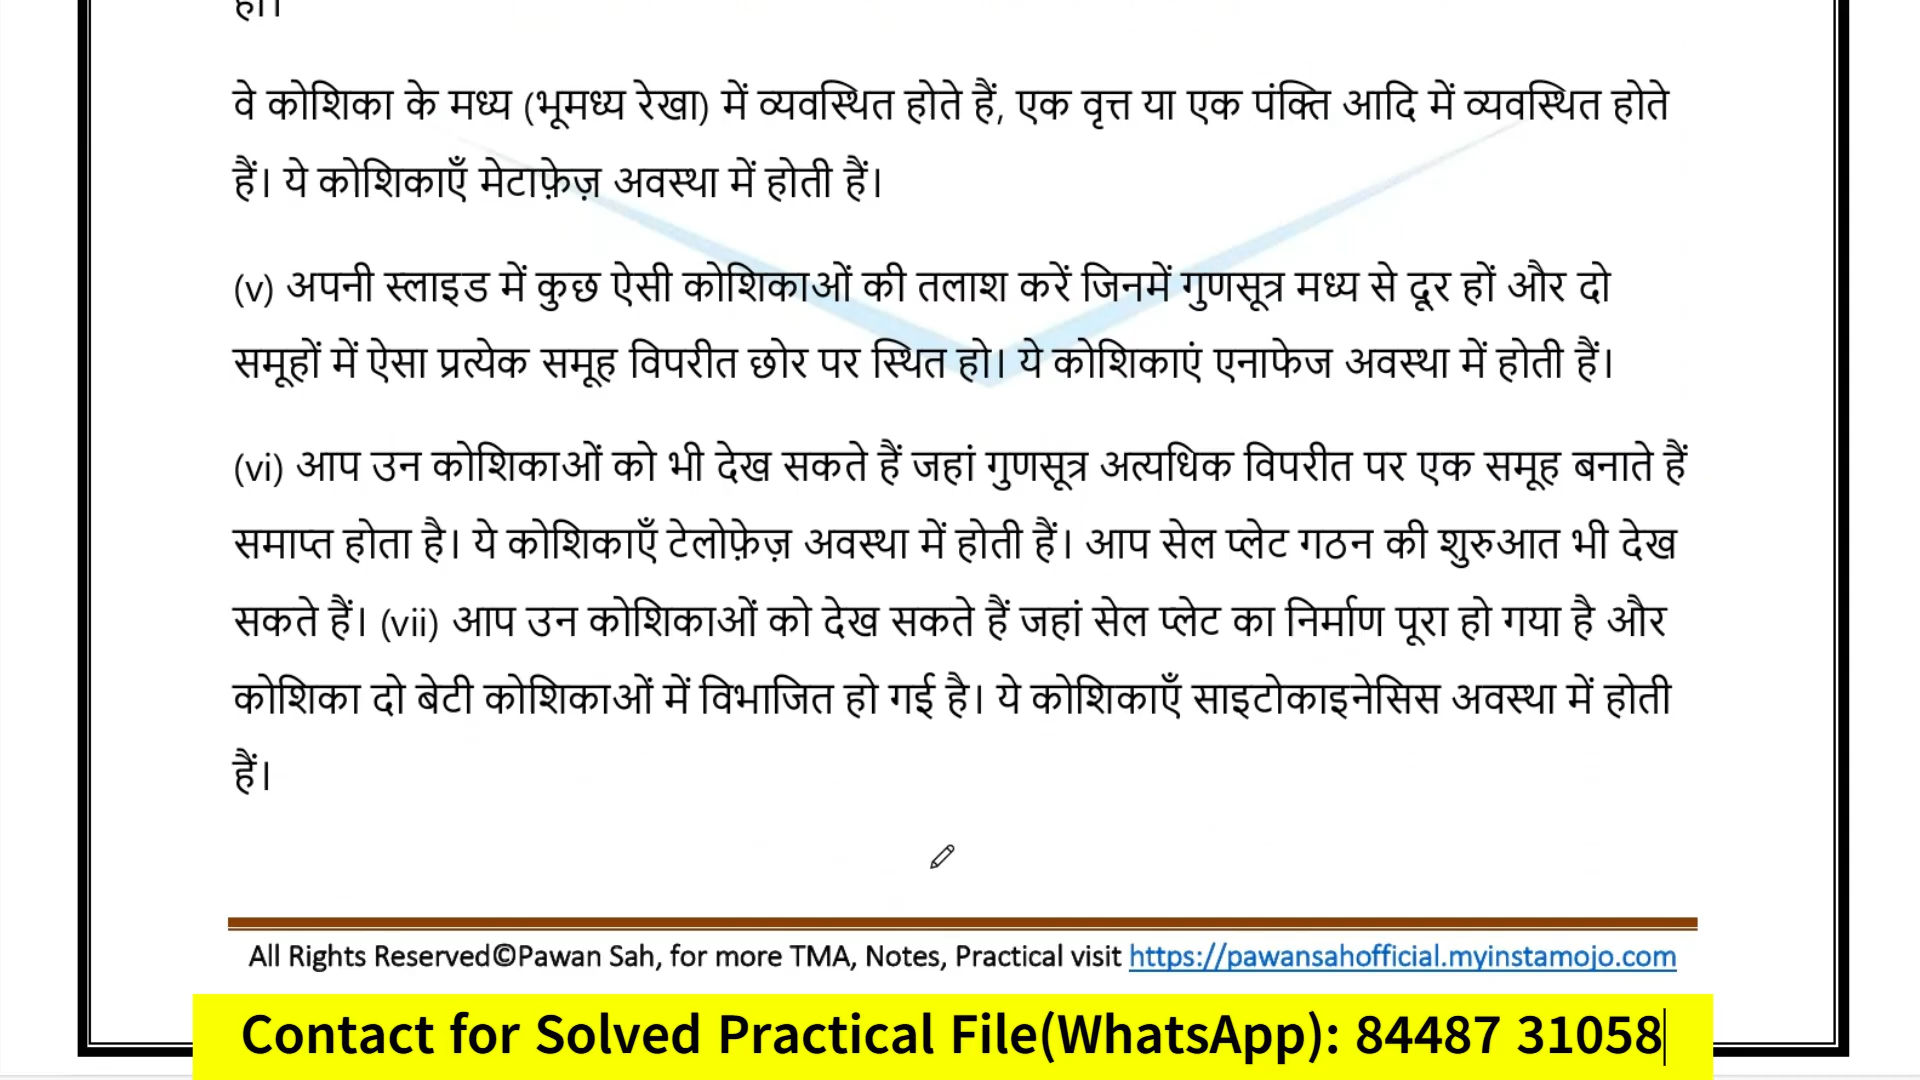 हों।
वे कोशिका के मध्य (भूमध्य रेखा) में व्यवस्थित होते हैं, एक वृत्त या एक पंक्ति आदि में व्यवस्थित होते
हैं। ये कोशिकाएँ मेटाफ़ेज़ अवस्था में होती हैं।
(v) अपनी स्लाइड में कुछ ऐसी कोशिकाओं की तलाश करें जिनमें गुणसूत्र मध्य से दूर हों और दो
समूहों में ऐसा प्रत्येक समूह विपरीत छोर पर स्थित हो। ये कोशिकाएं एनाफेज अवस्था में होती हैं।
(vi) आप उन कोशिकाओं को भी देख सकते हैं जहां गुणसूत्र अत्यधिक विपरीत पर एक समूह बनाते हैं
समाप्त होता है। ये कोशिकाएँ टेलोफ़ेज़ अवस्था में होती हैं। आप सेल प्लेट गठन की शुरुआत भी देख
सकते हैं। (vii) आप उन कोशिकाओं को देख सकते हैं जहां सेल प्लेट का निर्माण पूरा हो गया है और
कोशिका दो बेटी कोशिकाओं में विभाजित हो गई है। ये कोशिकाएँ साइटोकाइनेसिस अवस्था में होती
हैं।
All Rights Reserved©Pawan Sah, for more TMA, Notes, Practical visit https://pawansahofficial.myinstamojo.com
Contact for Solved Practical File(WhatsApp): 84487 31058